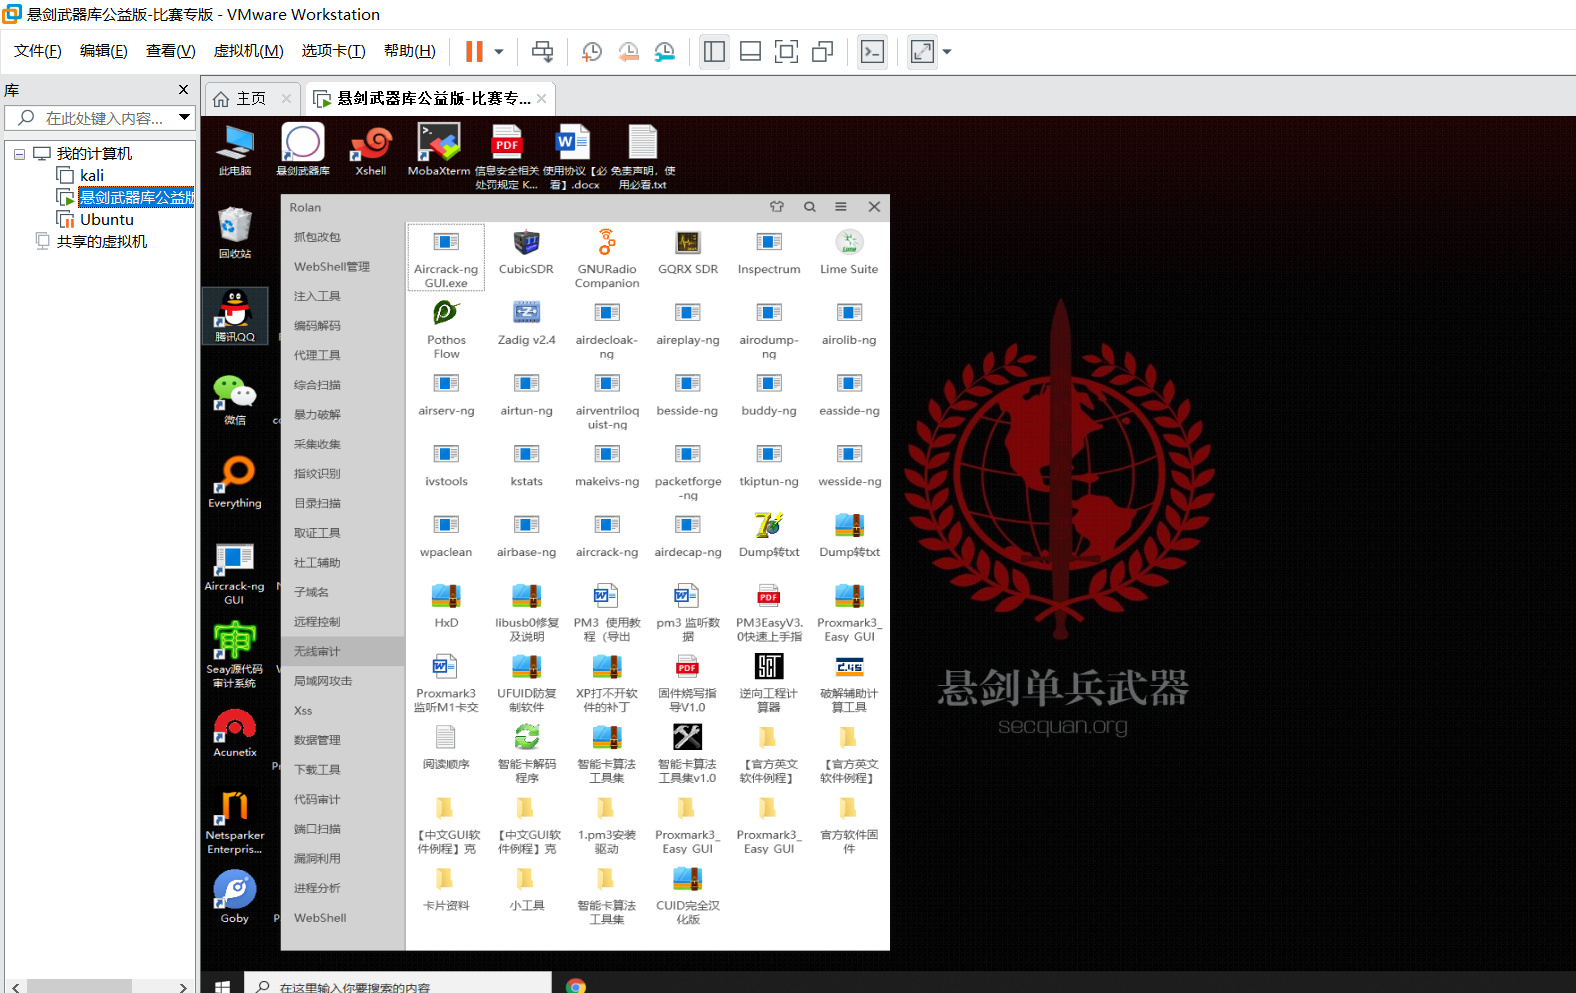 悬剑武器库公益版-比赛专版 - VMware Workstation
文件(F) 编辑(E) 查看(V) 虚拟机(M) 选项卡(T) 帮助(H)
库
在此处键入内容...
我的计算机
kali
悬剑武器库公益版
Ubuntu
共享的虚拟机
主页
悬剑武器库公益版-比赛专...
此电脑
悬剑武器库
Xshell
MobaXterm
信息安全相关
处罚规定 K...
使用协议【必
看】.docx
免责声明，使
用必看.txt
回收站
腾讯QQ
微信
Everything
Aircrack-ng
GUI
Seay源代码
审计系统
Acunetix
Netsparker
Enterpris...
Goby
Rolan
抓包改包
WebShell管理
注入工具
编码解码
代理工具
综合扫描
暴力破解
采集收集
指纹识别
目录扫描
取证工具
社工辅助
子域名
远程控制
无线审计
局域网攻击
Xss
数据管理
下载工具
代码审计
端口扫描
漏洞利用
进程分析
WebShell
Aircrack-ng
GUI.exe
CubicSDR
GNURadio
Companion
GQRX SDR
Inspectrum
Lime Suite
Pothos
Flow
Zadig v2.4
airdecloak-
ng
aireplay-ng
airodump-
ng
airolib-ng
airserv-ng
airtun-ng
airventriloq
uist-ng
besside-ng
buddy-ng
easside-ng
ivstools
kstats
makeivs-ng
packetforge
-ng
tkiptun-ng
wesside-ng
wpaclean
airbase-ng
aircrack-ng
airdecap-ng
Dump转txt
Dump转txt
HxD
libusb0修复
及说明
PM3 使用教
程（导出
pm3 监听数
据
PM3EasyV3.
0快速上手指
Proxmark3_
Easy GUI
Proxmark3
监听M1卡交
UFUID防复
制软件
XP打不开软
件的补丁
固件烧写指
导V1.0
逆向工程计
算器
破解辅助计
算工具
阅读顺序
智能卡解码
程序
智能卡算法
工具集
智能卡算法
工具集v1.0
【官方英文
软件例程】
【官方英文
软件例程】
【中文GUI软
件例程】克
【中文GUI软
件例程】克
1.pm3安装
驱动
Proxmark3_
Easy GUI
Proxmark3_
Easy GUI
官方软件固
件
卡片资料
小工具
智能卡算法
工具集
CUID完全汉
化版
悬剑单兵武器
secquan.org
在这里输入你要搜索的内容